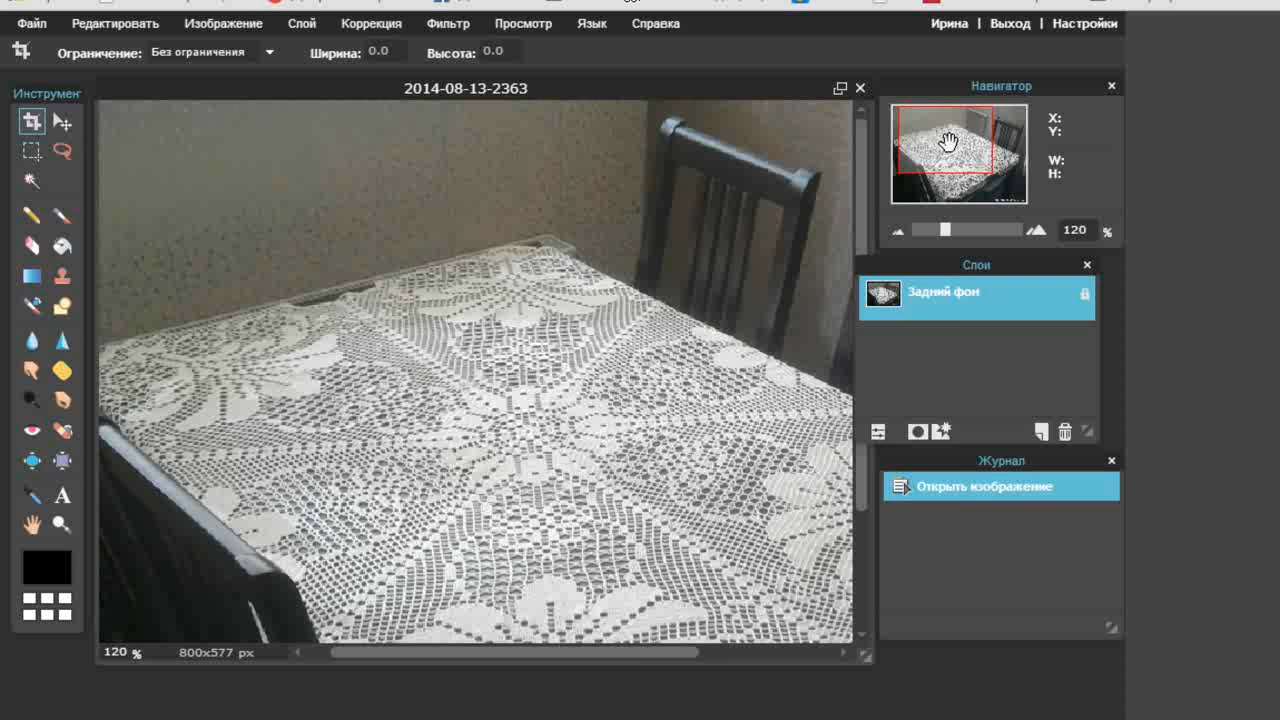 Файл Редактировать Изображение Слой Коррекция Фильтр Просмотр Язык Справка Ирина | Выход | Настройки
Ограничение: Без ограничения Ширина: 0.0 Высота: 0.0
Инструмен
2014-08-13-2363
Навигатор
X:
Y:
W:
H:
120 %
Слои
Задний фон
Журнал
Открыть изображение
A
120 % 800x577 px